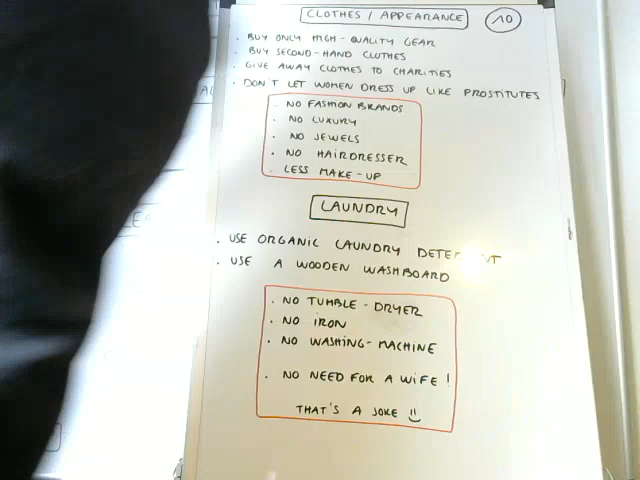 CLOTHES / APPEARANCE
10
. BUY ONLY HIGH-QUALITY GEAR
. BUY SECOND-HAND CLOTHES
. GIVE AWAY CLOTHES TO CHARITIES
. DON'T LET WOMEN DRESS UP LIKE PROSTITUTES
. NO FASHION BRANDS
. NO LUXURY
. NO JEWELS
. NO HAIRDRESSER
. LESS MAKE-UP
LAUNDRY
. USE ORGANIC LAUNDRY
. USE A WOODEN WASHBOARD
. NO TUMBLE-DRYER
. NO IRON
. NO WASHING-MACHINE
. NO NEED FOR A WIFE !
THAT'S A JOKE